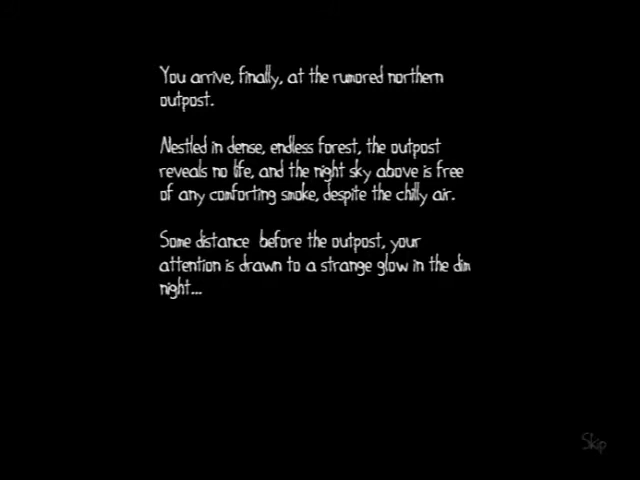 You arrive, finally, at the rumored northern
outpost.
Nestled in dense, endless forest, the outpost
reveals no life, and the night sky above is free
of any comforting smoke, despite the chilly air.
Some distance  before the outpost, your
attention is drawn to a strange glow in the dim
night...
Skip